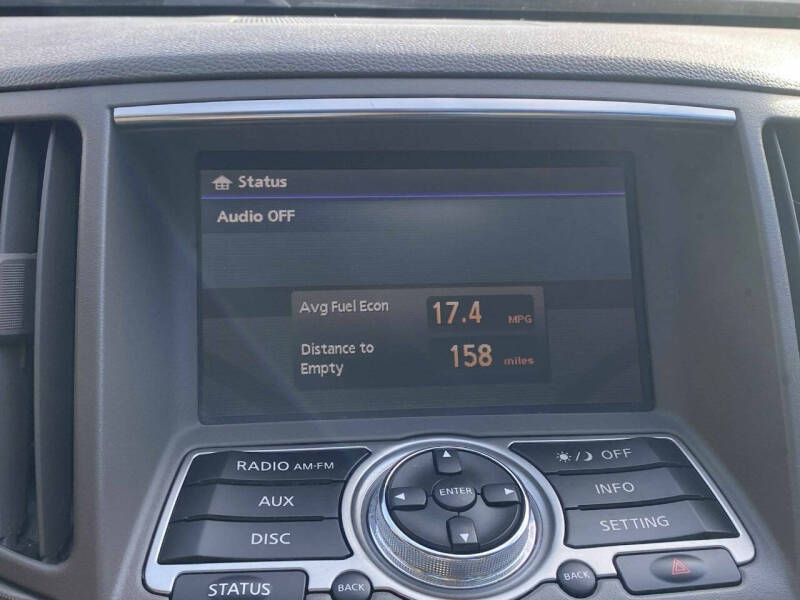 Status
Audio OFF
Avg Fuel Econ 17.4 MPG
Distance to Empty 158 miles
RADIO AM-FM
AUX
DISC
STATUS
BACK
ENTER
OFF
INFO
SETTING
BACK